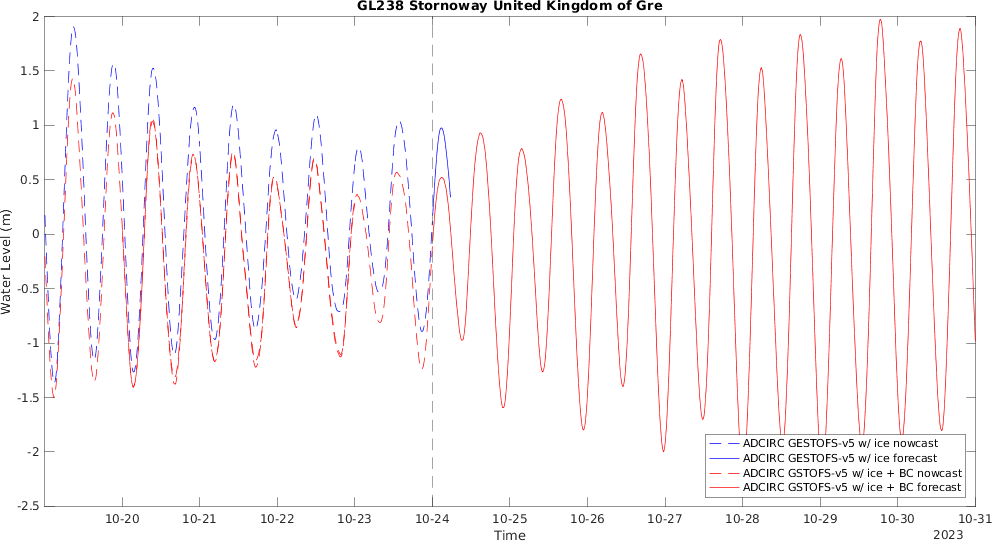 GL238 Stornoway United Kingdom of Gre
2
1.5
1
0.5
0
-0.5
-1
-1.5
-2
-2.5
Water Level (m)
ADCIRC GESTOFS-v5 w/ ice nowcast
ADCIRC GESTOFS-v5 w/ ice forecast
ADCIRC GSTOFS-v5 w/ ice + BC nowcast
ADCIRC GSTOFS-v5 w/ ice + BC forecast
10-20 10-21 10-22 10-23 10-24 10-25 10-26 10-27 10-28 10-29 10-30 10-31
Time
2023